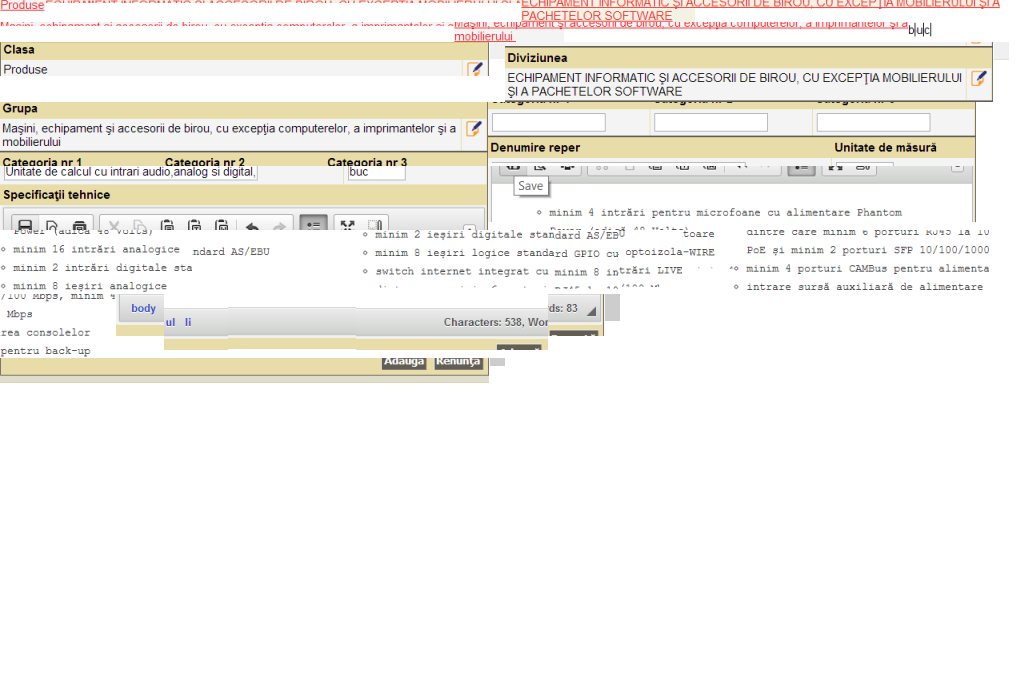 Produse
ECHIPAMENT INFORMATIC ŞI ACCESORII DE BIROU, CU EXCEPŢIA MOBILIERULUI ŞI A
PACHETELOR SOFTWARE
Maşini, echipament şi accesorii de birou, cu excepţia computerelor, a imprimantelor şi a
mobilierului
buc
Clasa
Produse
Diviziunea
ECHIPAMENT INFORMATIC ŞI ACCESORII DE BIROU, CU EXCEPŢIA MOBILIERULUI
ŞI A PACHETELOR SOFTWARE
Grupa
Maşini, echipament şi accesorii de birou, cu excepţia computerelor, a imprimantelor şi a
mobilierului
Denumire reper Unitate de măsură
Categoria nr 1 Categoria nr 2 Categoria nr 3
Unitate de calcul cu intrari audio,analog si digital, buc
Save
Specificaţii tehnice
minim 4 intrări pentru microfoane cu alimentare Phantom
Power (adică 48 Volts)
minim 16 intrări analogice
ndard AS/EBU
minim 2 intrări digitale sta
minim 8 ieşiri analogice
minim 2 ieşiri digitale standard AS/EBU
toare
minim 8 ieşiri logice standard GPIO cu optoizola-WIRE
switch internet integrat cu minim 8 intrări LIVE
dintre care minim 6 porturi RJ45 la 10
PoE şi minim 2 porturi SFP 10/100/1000
minim 4 porturi CAMBus pentru alimenta
intrare sursă auxiliară de alimentare
/100 Mbps, minim 4
Mbps
rea consolelor
pentru back-up
body
ds: 83
ul li
Characters: 538, Wor
Adaugă Renunţă